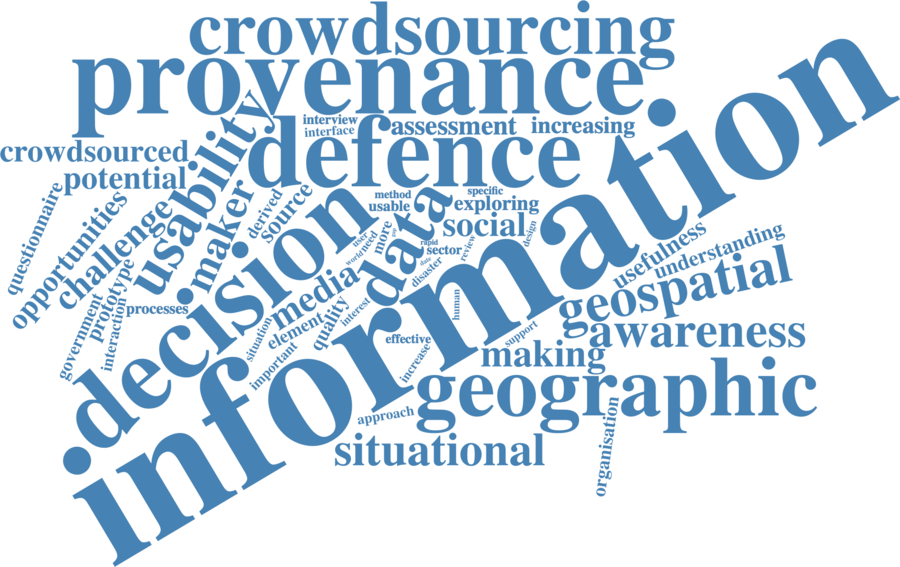 crowdsourcing
provenance
interview
interface
assessment
increasing
defence
crowdsourced
potential
usability
questionnaire
opportunities
challenge
maker
derived
source
method
usable
specific
exploring
social
data
more
need
user
world
rapid
sector
date
disaster
review
design
usefulness
understanding
geospatial
awareness
decision
media
processes
prototype
government
interaction
situation
element
important
quality
interest
human
effective
increase
support
making
information
geographic
approach
situational
organisation